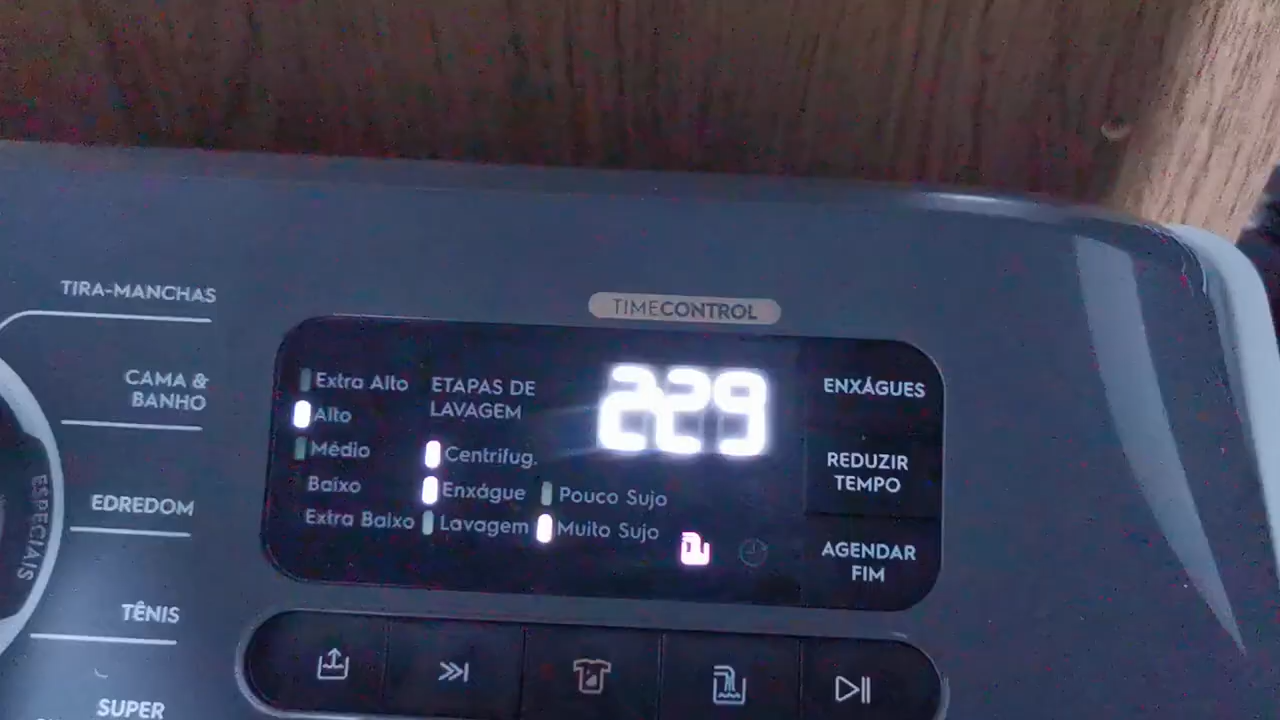 TIRA-MANCHAS
CAMA &
BANHO
EDREDOM
TÊNIS
SUPER
ESPECIAIS
TIMECONTROL
Extra Alto
Alto
Médio
Baixo
Extra Baixo
ETAPAS DE
LAVAGEM
Centrifug.
Enxágue
Lavagem
Pouco Sujo
Muito Sujo
229
ENXÁGUES
REDUZIR
TEMPO
AGENDAR
FIM